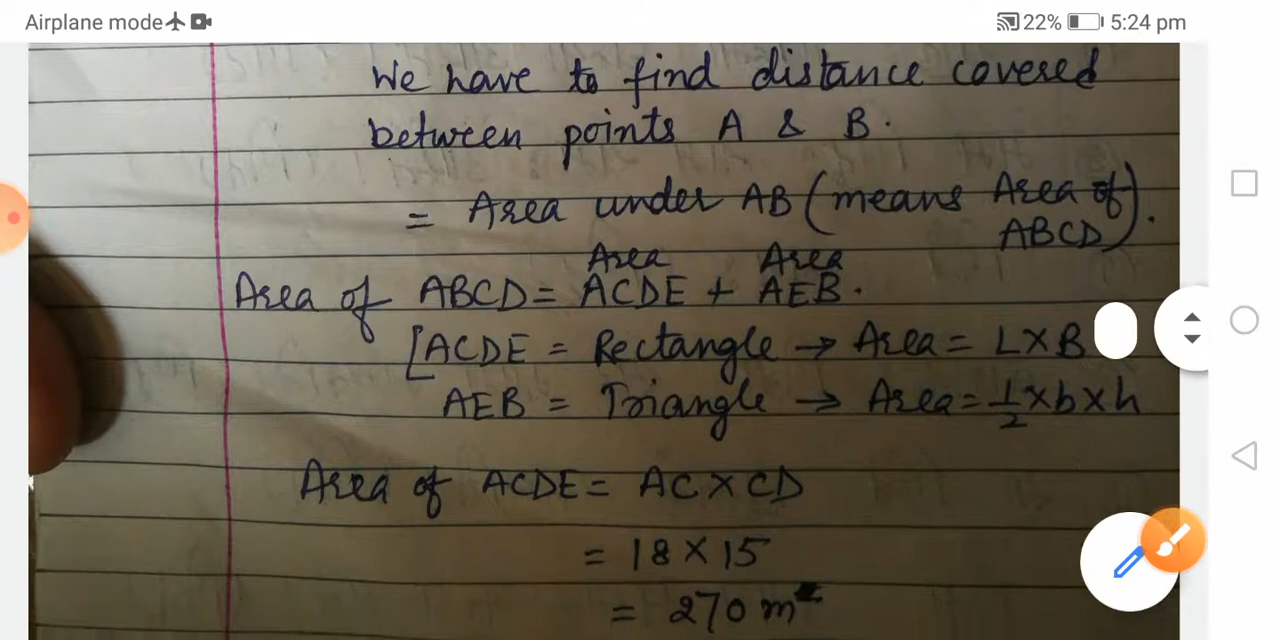 Airplane mode 22% 5:24 pm
We have to find distance covered
between points A & B.
= Area under AB (means Area of
ABCD).
Area Area
Area of ABCD = ACDE + AEB.
[ACDE = Rectangle → Area = L×B
AEB = Triangle → Area = 1/2 ×b×h
Area of ACDE = AC×CD
= 18 × 15
= 270 m